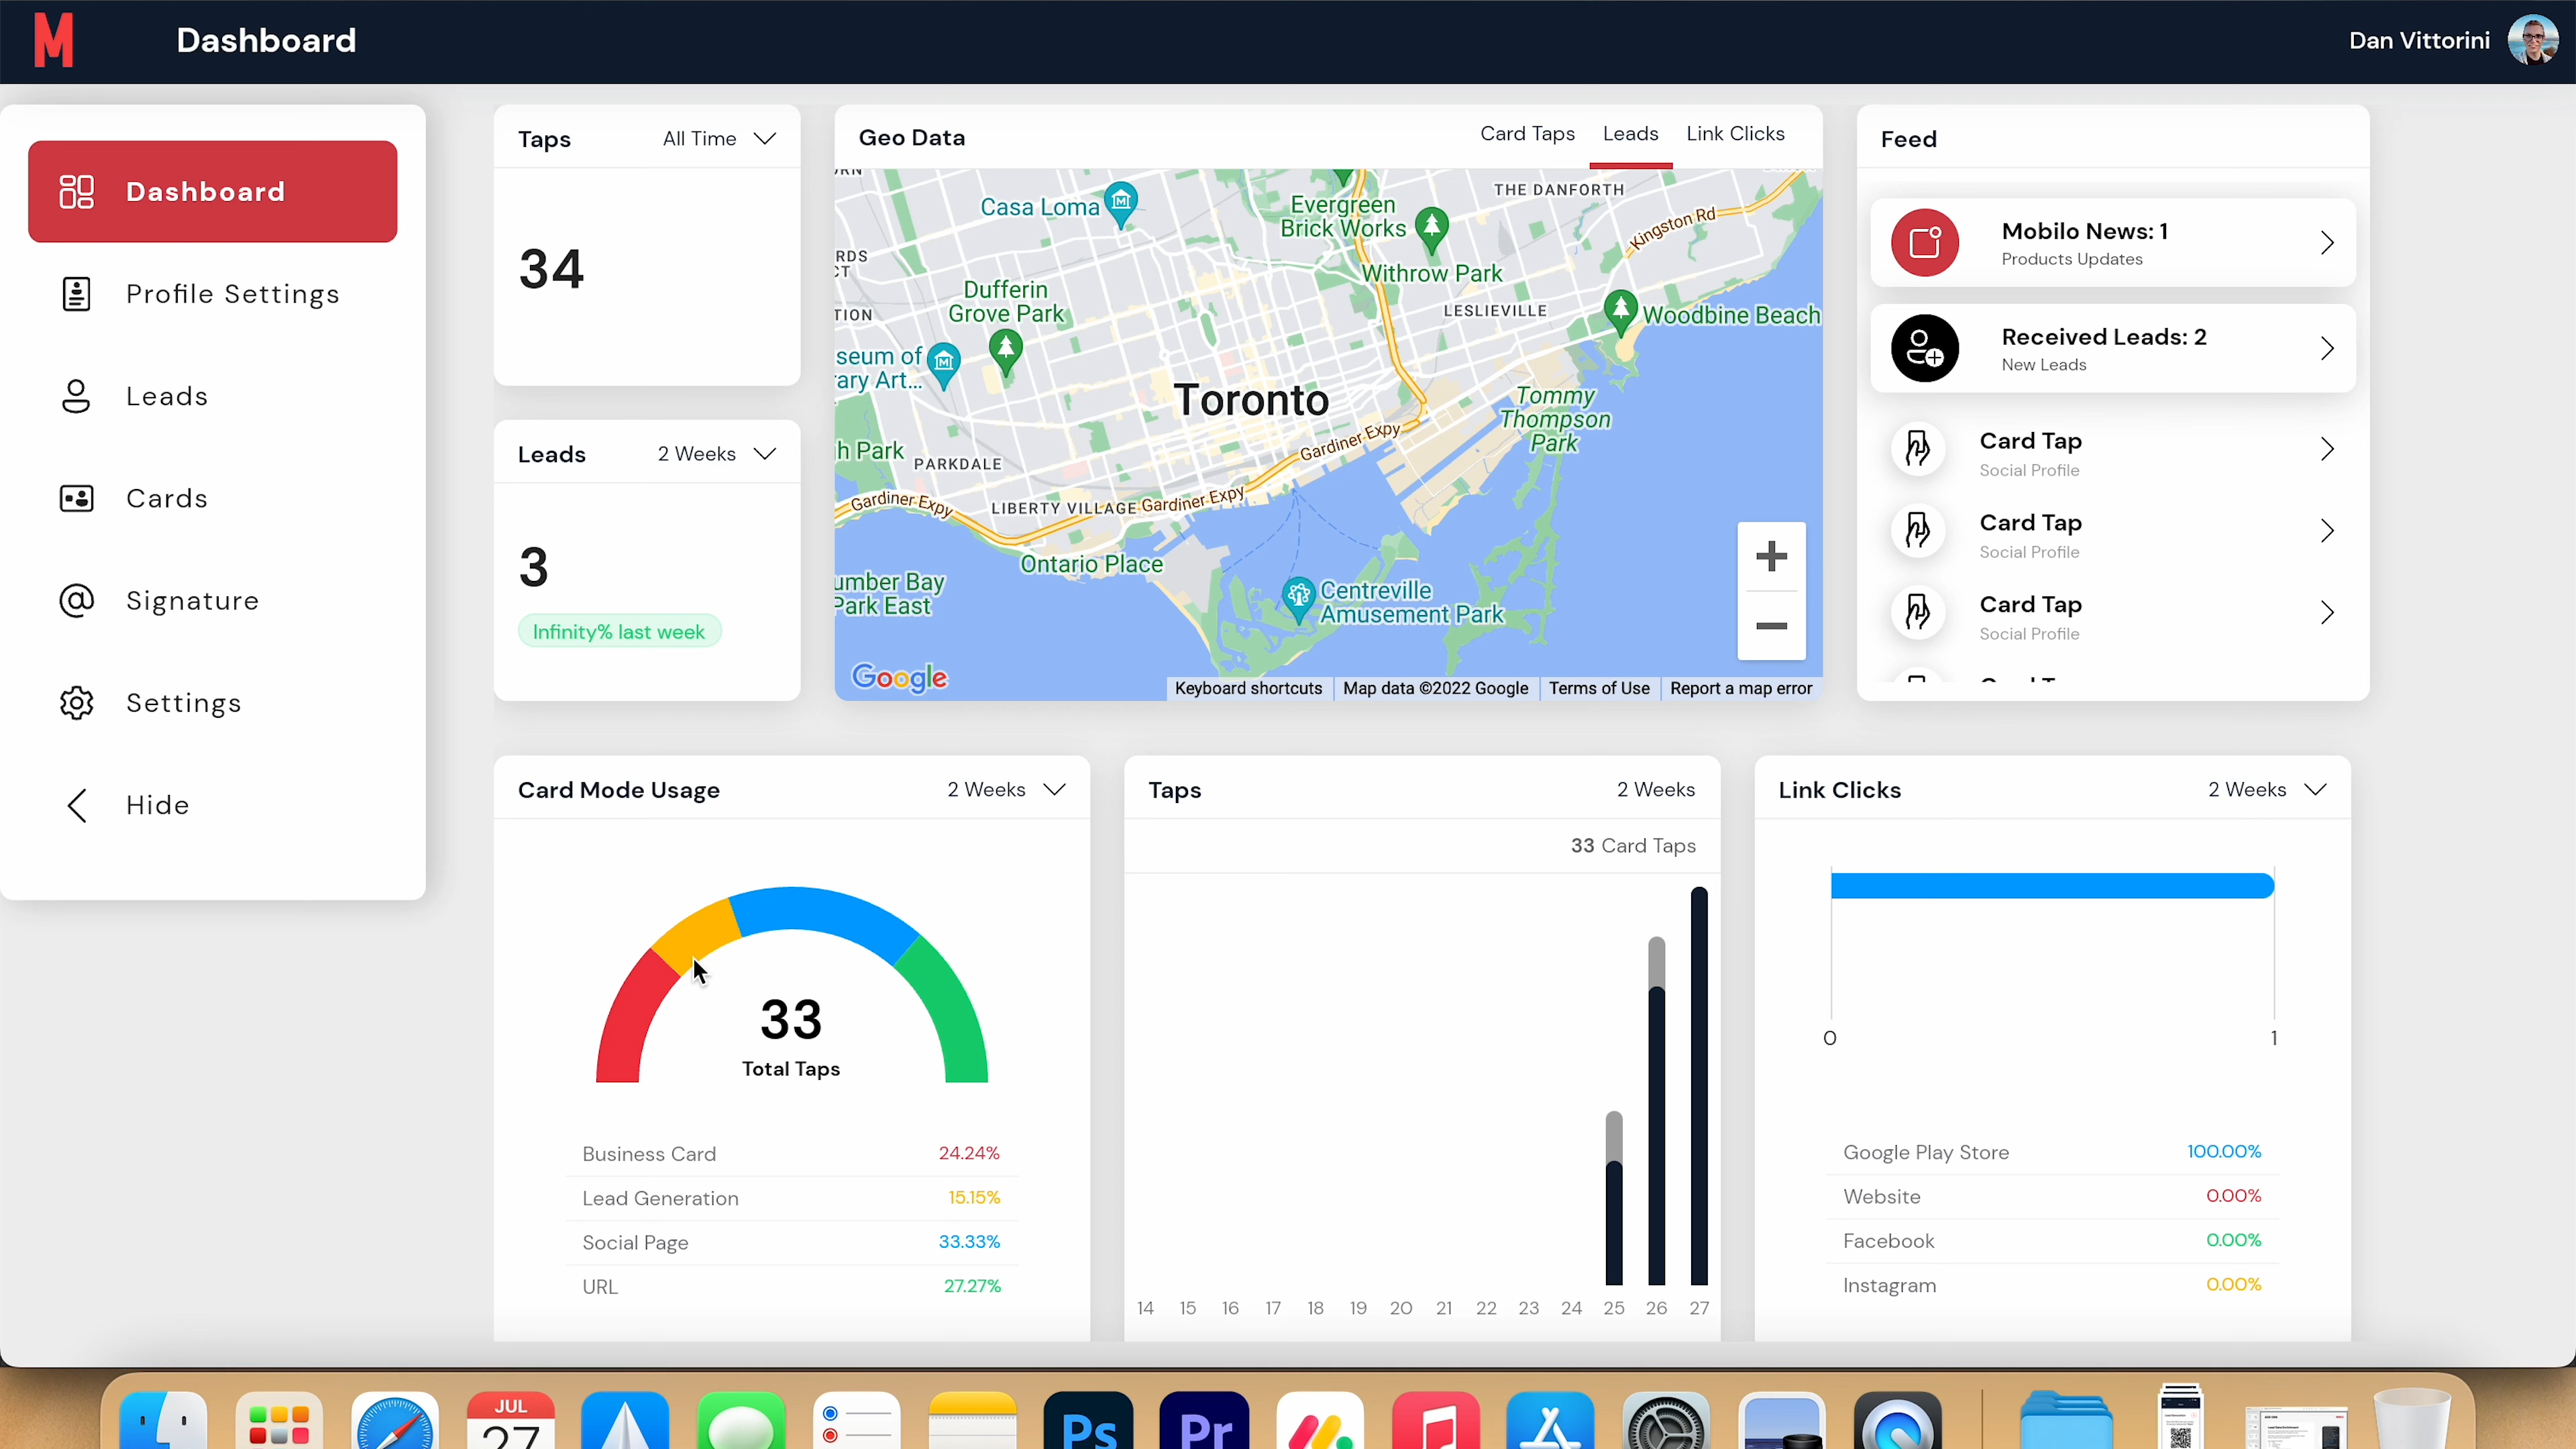 M
Dashboard
Dan Vittorini
Dashboard
Profile Settings
Leads
Cards
Signature
Settings
Hide
Taps
All Time
34
Leads
2 Weeks
3
Infinity% last week
Geo Data
Card Taps
Leads
Link Clicks
Casa Loma
Evergreen
Brick Works
THE DANFORTH
Kingston Rd
Withrow Park
Dufferin
Grove Park
LESLIEVILLE
Woodbine Beach
Toronto
Tommy
Thompson
Park
PARKDALE
Gardiner Expy
Gardiner Expy
LIBERTY VILLAGE
Gardiner Expy
Ontario Place
Park East
Centreville
Amusement Park
Google
Keyboard shortcuts
Map data ©2022 Google
Terms of Use
Report a map error
Feed
Mobilo News: 1
Products Updates
Received Leads: 2
New Leads
Card Tap
Social Profile
Card Tap
Social Profile
Card Tap
Social Profile
Card Mode Usage
2 Weeks
33
Total Taps
Business Card 24.24%
Lead Generation 15.15%
Social Page 33.33%
URL 27.27%
Taps
2 Weeks
33 Card Taps
14 15 16 17 18 19 20 21 22 23 24 25 26 27
Link Clicks
2 Weeks
0 1
Google Play Store 100.00%
Website 0.00%
Facebook 0.00%
Instagram 0.00%
JUL
27
Ps
Pr